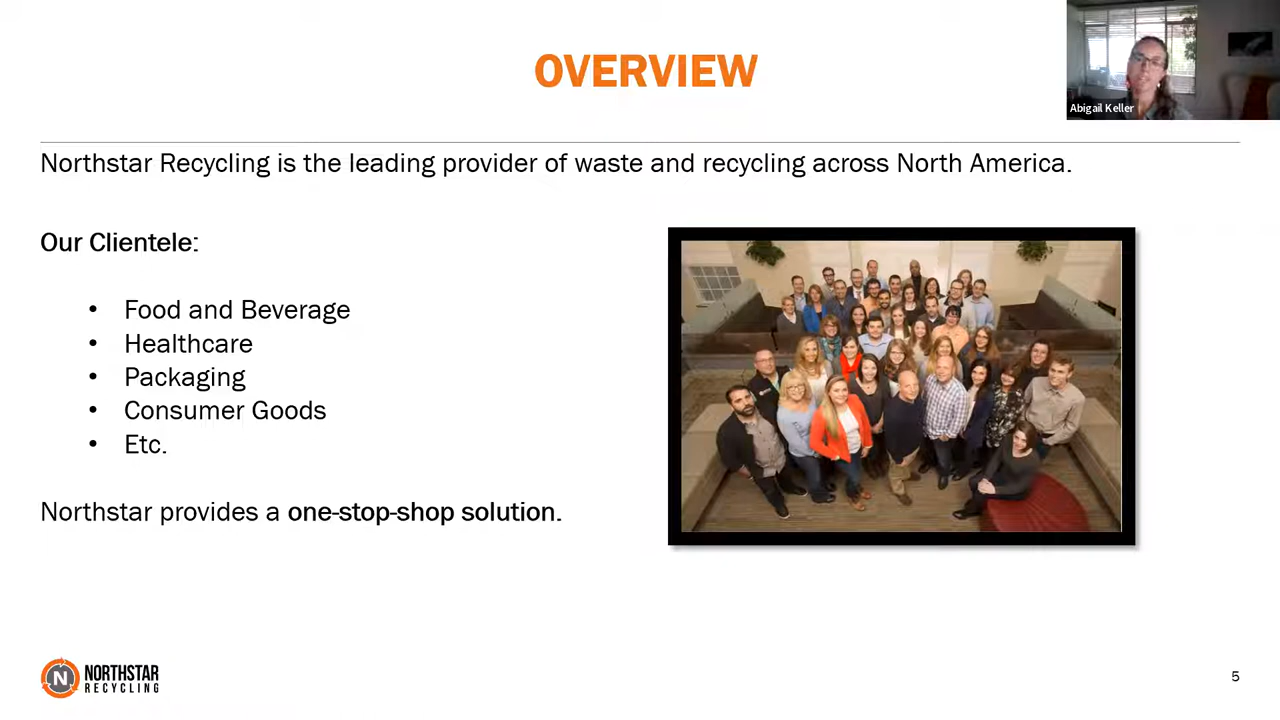 OVERVIEW
Abigail Keller
Northstar Recycling is the leading provider of waste and recycling across North America.
Our Clientele:
• Food and Beverage
• Healthcare
• Packaging
• Consumer Goods
• Etc.
Northstar provides a one-stop-shop solution.
N
NORTHSTAR
RECYCLING
5